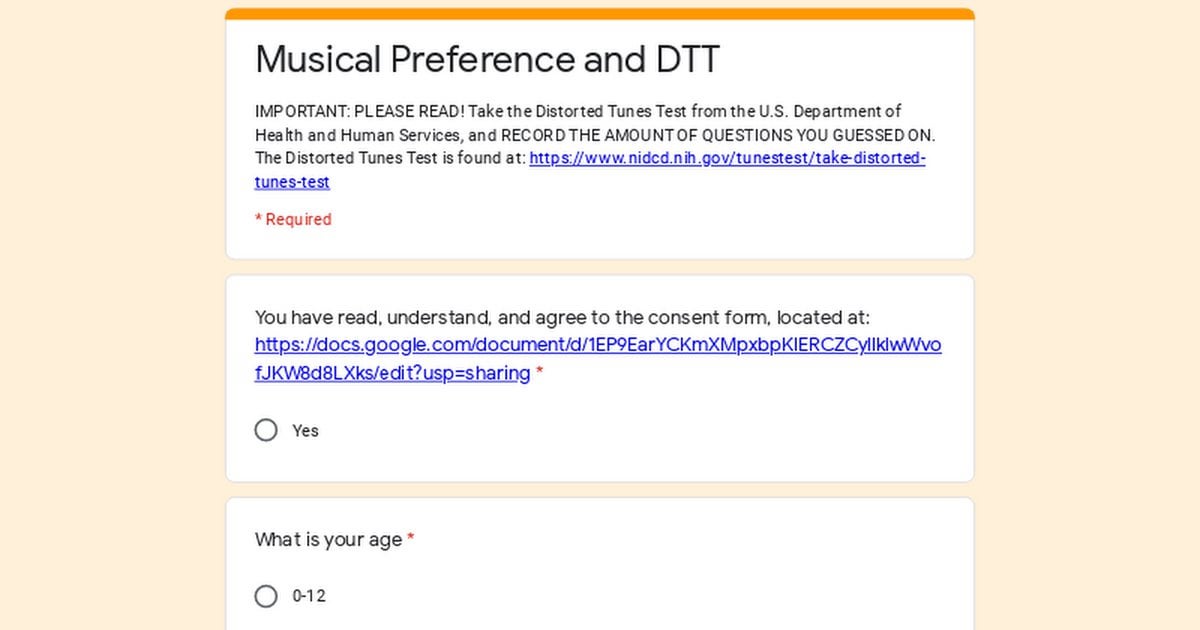 Musical Preference and DTT
IMPORTANT: PLEASE READ! Take the Distorted Tunes Test from the U.S. Department of
Health and Human Services, and RECORD THE AMOUNT OF QUESTIONS YOU GUESSED ON.
The Distorted Tunes Test is found at: https://www.nidcd.nih.gov/tunestest/take-distorted-
tunes-test
* Required
You have read, understand, and agree to the consent form, located at:
https://docs.google.com/document/d/1EP9EarYCKmXMpxbpKlERCZCyllklwWvo
fJKW8d8LXks/edit?usp=sharing *
Yes
What is your age *
0-12